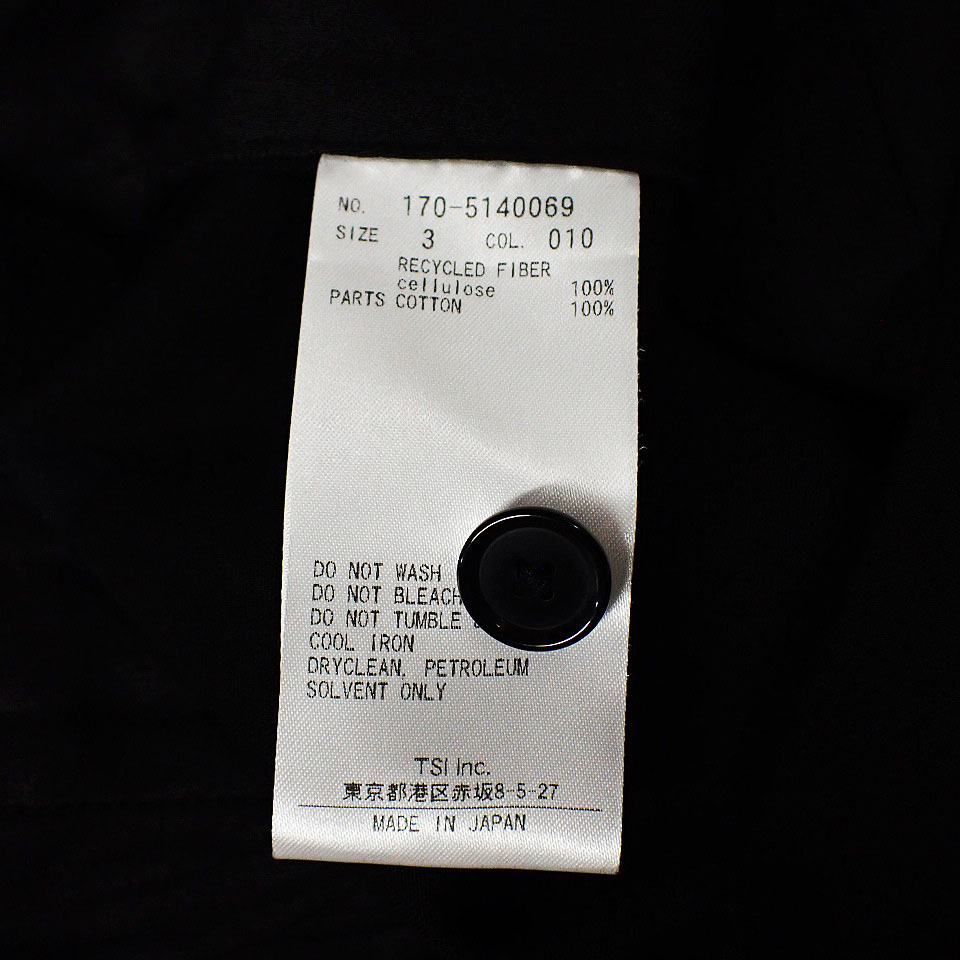 NO. 170-5140069
SIZE 3 COL. 010
RECYCLED FIBER
cellulose 100%
PARTS COTTON 100%
DO NOT WASH
DO NOT BLEACH
DO NOT TUMBLE
COOL IRON
DRYCLEAN, PETROLEUM
SOLVENT ONLY
TSI Inc.
東京都港区赤坂8-5-27
MADE IN JAPAN